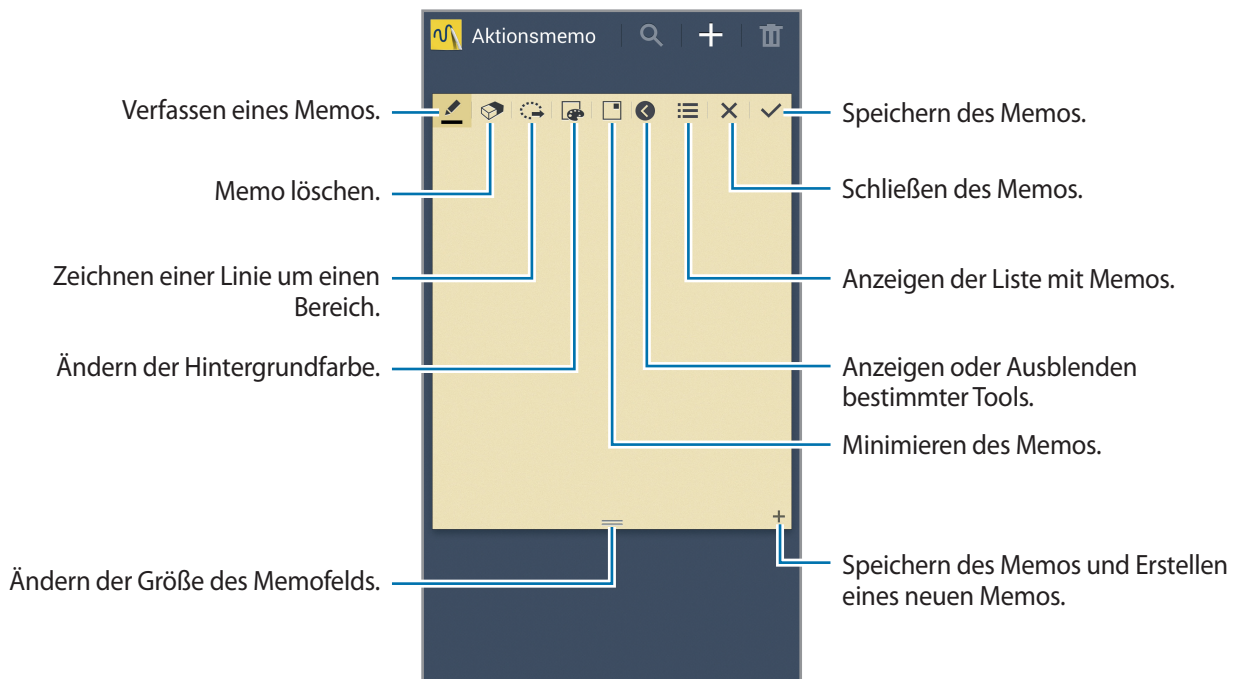 Aktionsmemo
Verfassen eines Memos.
Memo löschen.
Zeichnen einer Linie um einen
Bereich.
Ändern der Hintergrundfarbe.
Ändern der Größe des Memofelds.
Speichern des Memos.
Schließen des Memos.
Anzeigen der Liste mit Memos.
Anzeigen oder Ausblenden
bestimmter Tools.
Minimieren des Memos.
Speichern des Memos und Erstellen
eines neuen Memos.